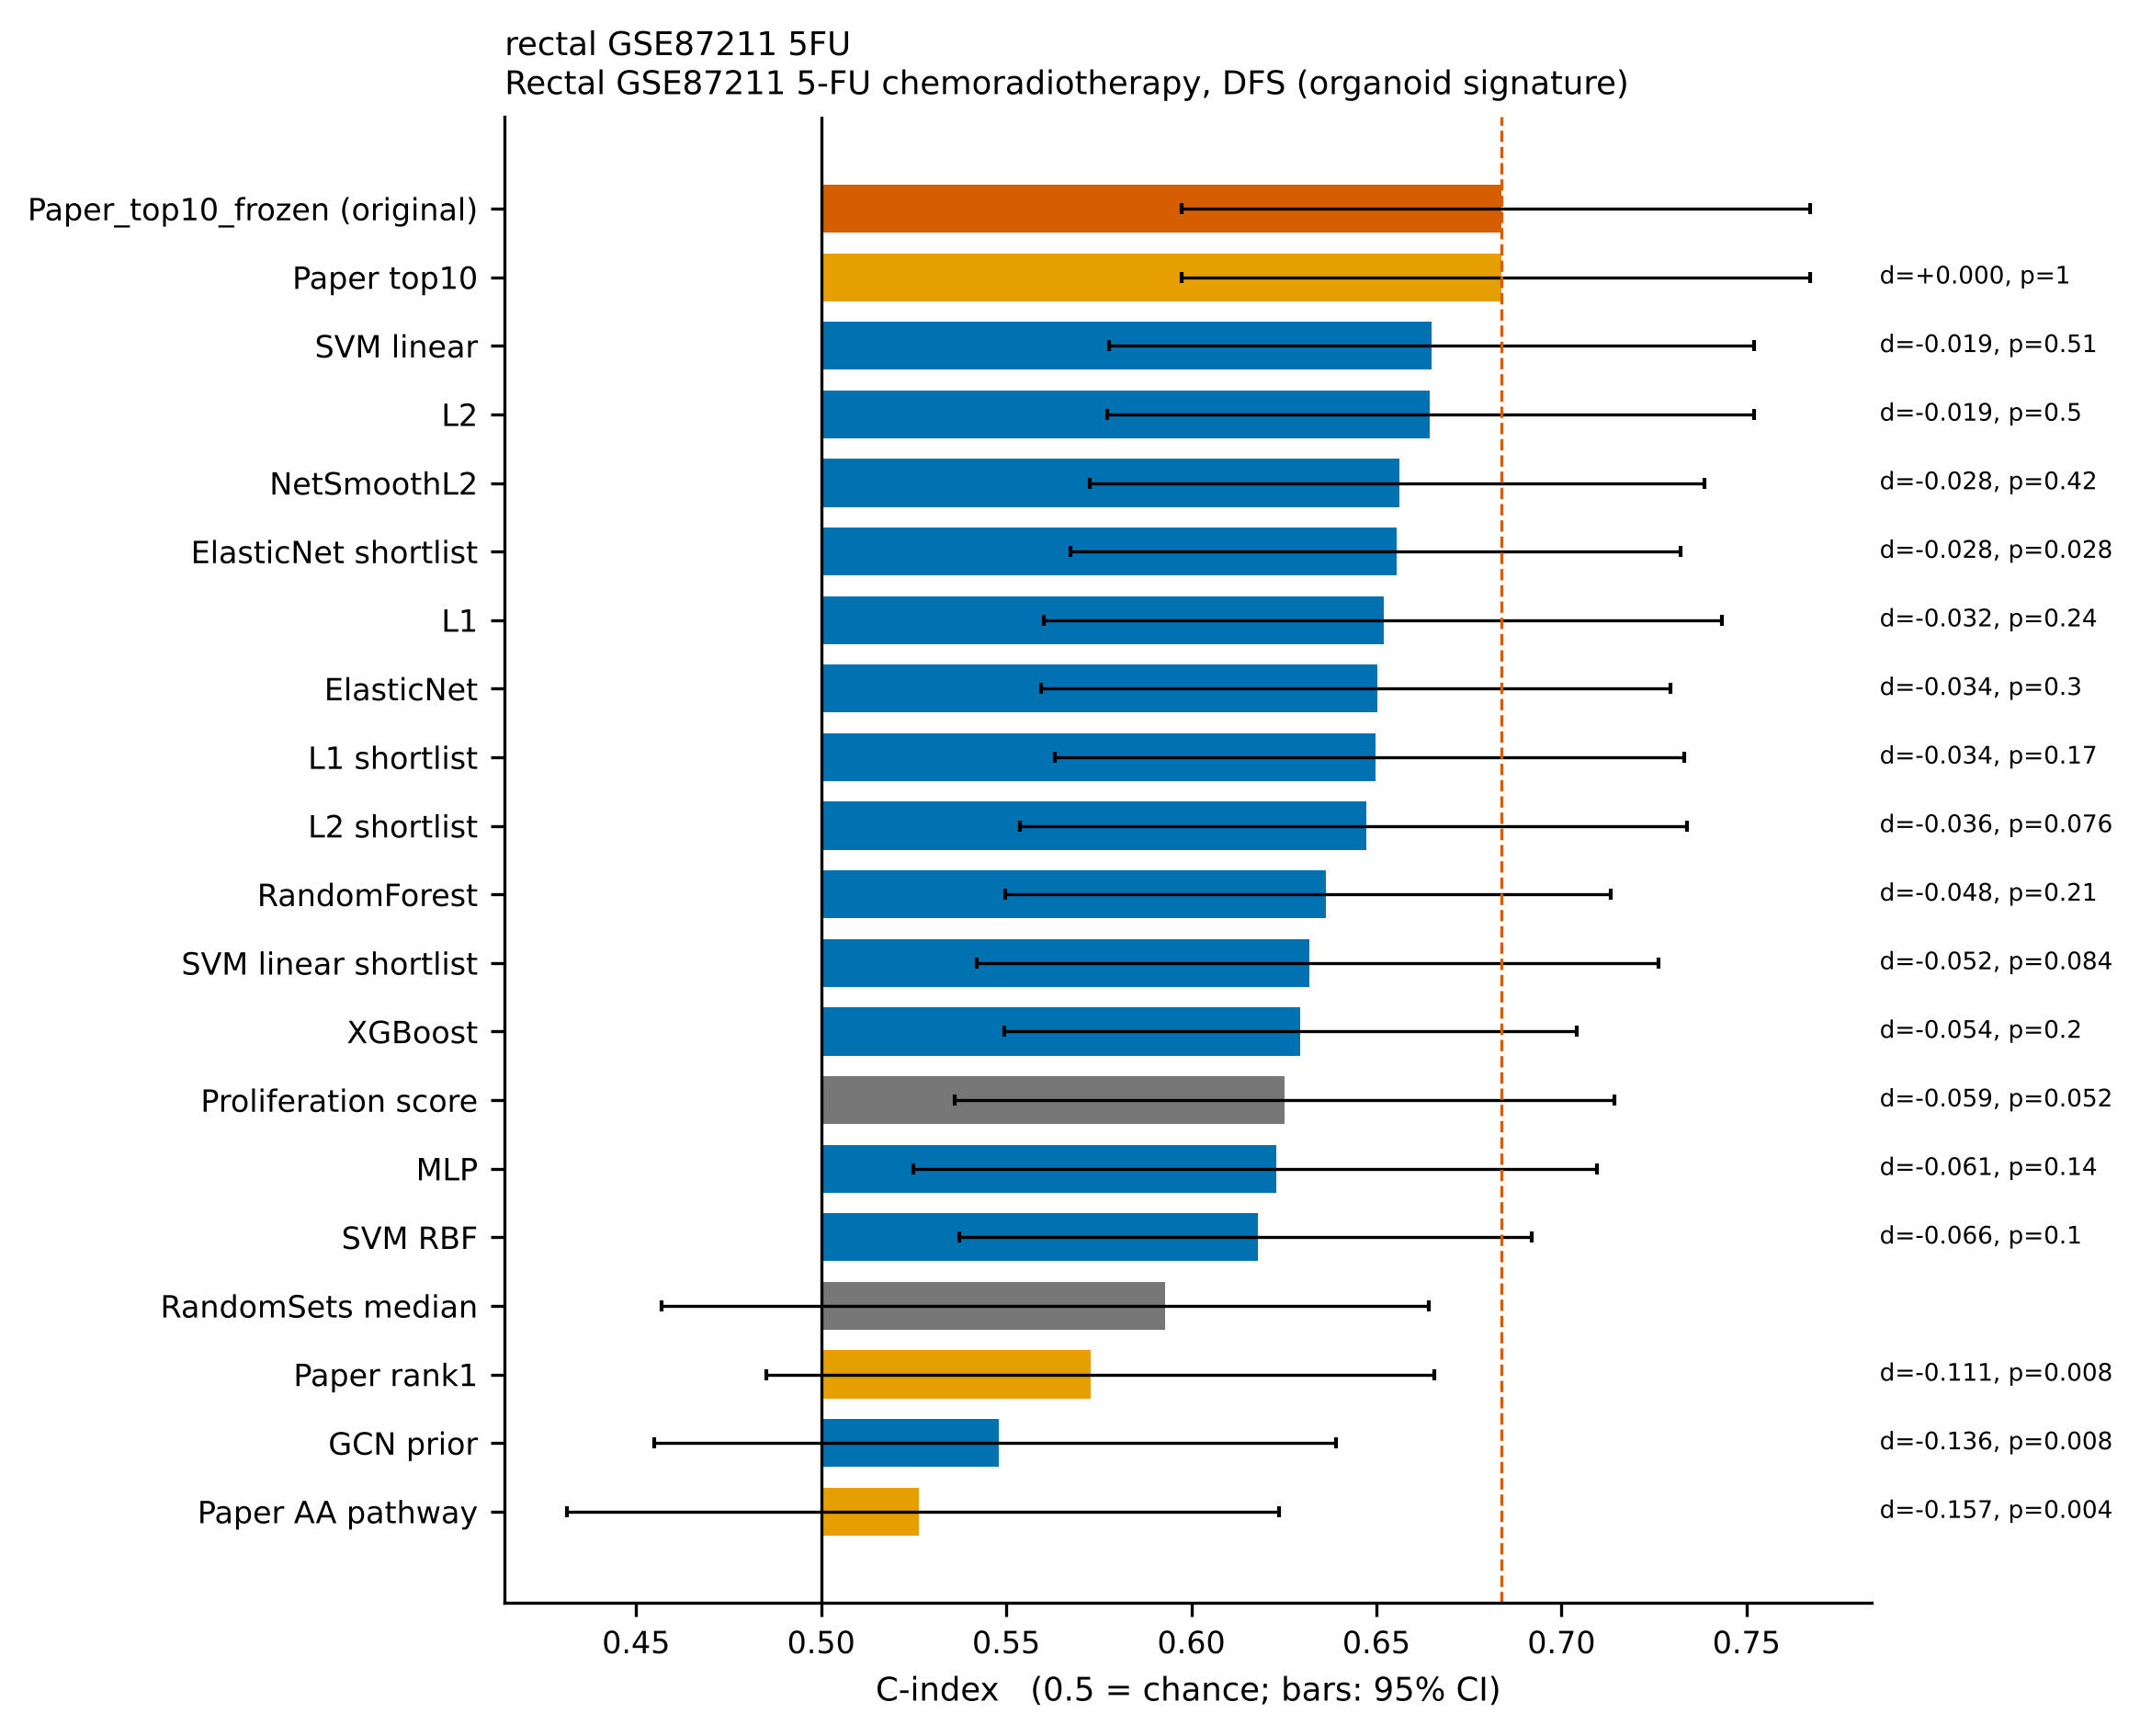 rectal GSE87211 5FU
Rectal GSE87211 5-FU chemoradiotherapy, DFS (organoid signature)
Paper_top10_frozen (original)
Paper top10 d=+0.000, p=1
SVM linear d=-0.019, p=0.51
L2 d=-0.019, p=0.5
NetSmoothL2 d=-0.028, p=0.42
ElasticNet shortlist d=-0.028, p=0.028
L1 d=-0.032, p=0.24
ElasticNet d=-0.034, p=0.3
L1 shortlist d=-0.034, p=0.17
L2 shortlist d=-0.036, p=0.076
RandomForest d=-0.048, p=0.21
SVM linear shortlist d=-0.052, p=0.084
XGBoost d=-0.054, p=0.2
Proliferation score d=-0.059, p=0.052
MLP d=-0.061, p=0.14
SVM RBF d=-0.066, p=0.1
RandomSets median
Paper rank1 d=-0.111, p=0.008
GCN prior d=-0.136, p=0.008
Paper AA pathway d=-0.157, p=0.004
0.45 0.50 0.55 0.60 0.65 0.70 0.75
C-index (0.5 = chance; bars: 95% CI)